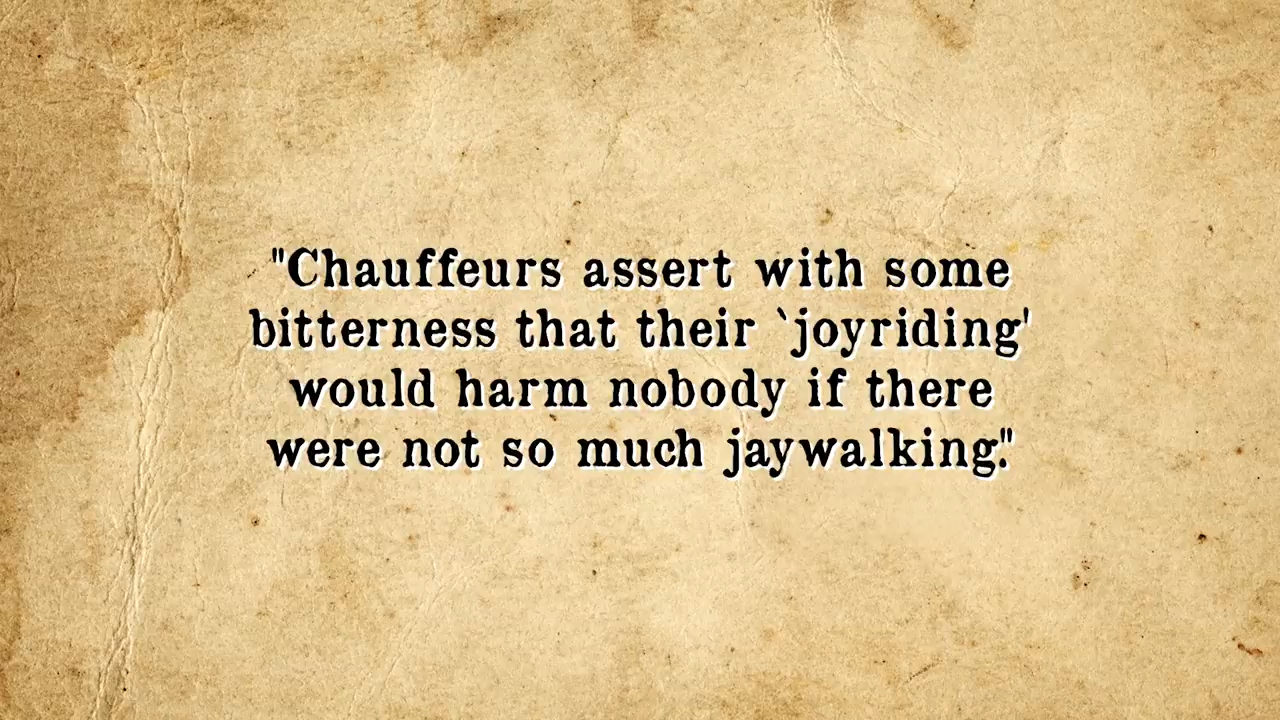 "Chauffeurs assert with some
bitterness that their `joyriding'
would harm nobody if there
were not so much jaywalking."